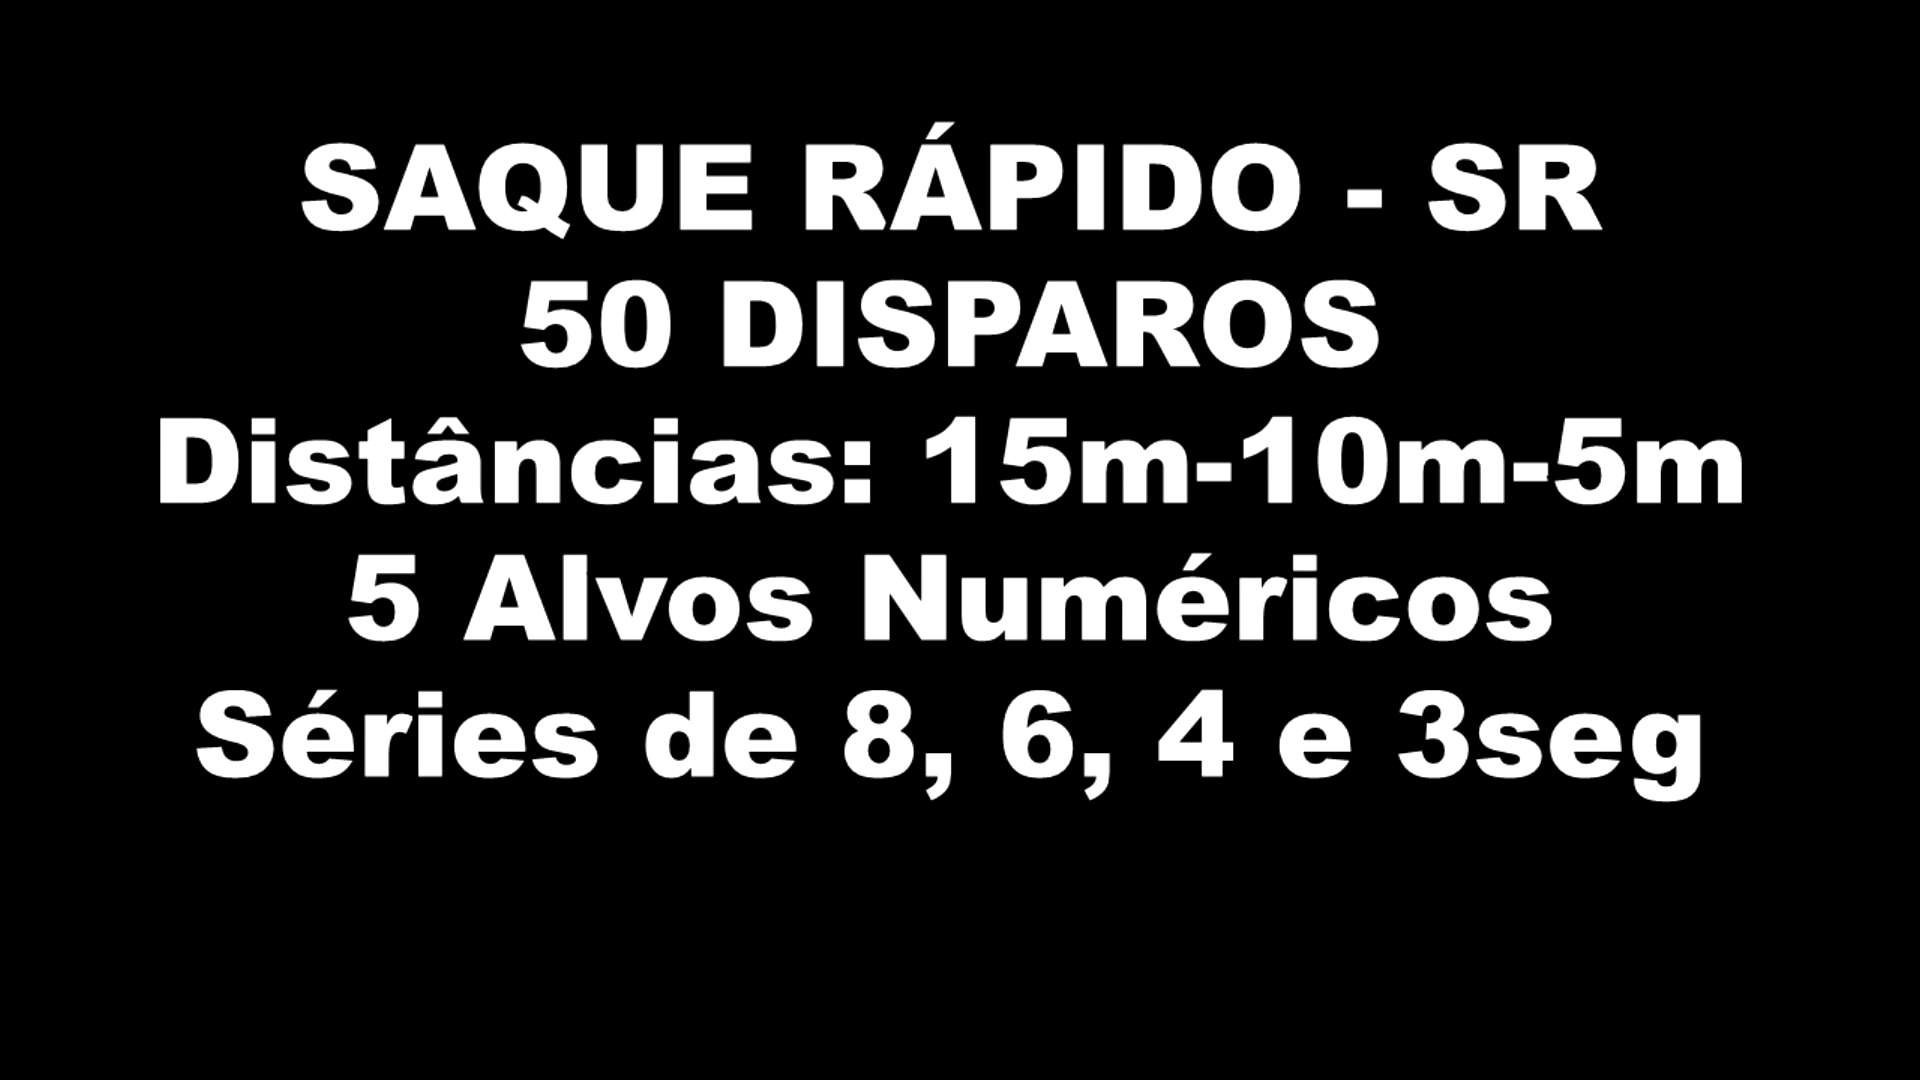 SAQUE RÁPIDO - SR
50 DISPAROS
Distâncias: 15m-10m-5m
5 Alvos Numéricos
Séries de 8, 6, 4 e 3seg